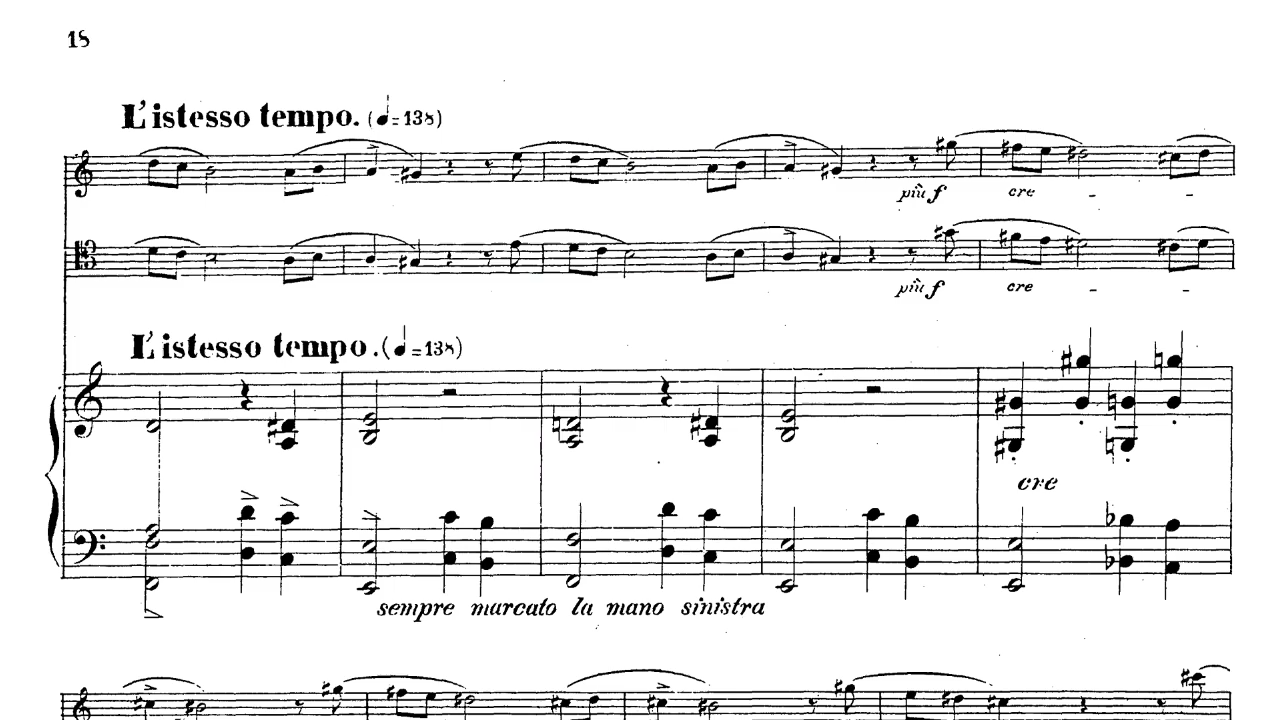 18
L'istesso tempo. (♩=138)
più f cre - -
più f cre - -
L'istesso tempo. (♩=138)
cre
sempre marcato la mano sinistra